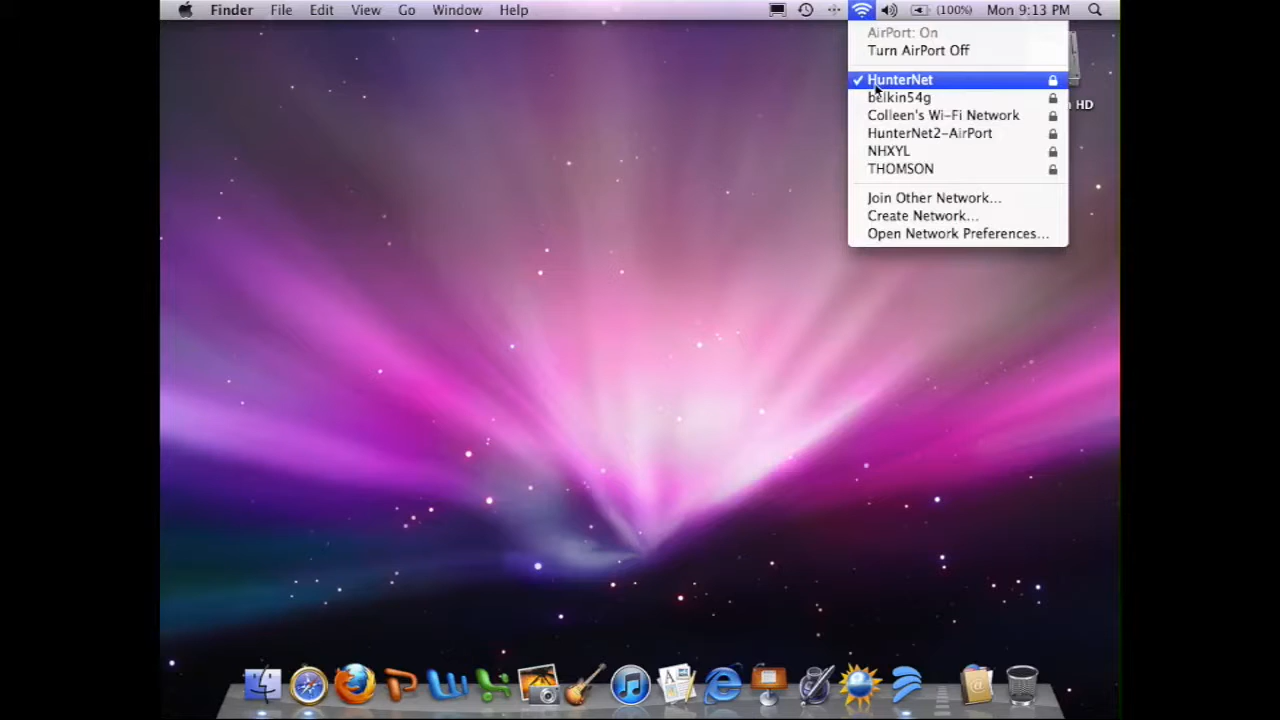 Finder File Edit View Go Window Help (100%) Mon 9:13 PM
AirPort: On
Turn AirPort Off
HunterNet
belkin54g
HD
Colleen's Wi-Fi Network
HunterNet2-AirPort
NHXYL
THOMSON
Join Other Network...
Create Network...
Open Network Preferences...